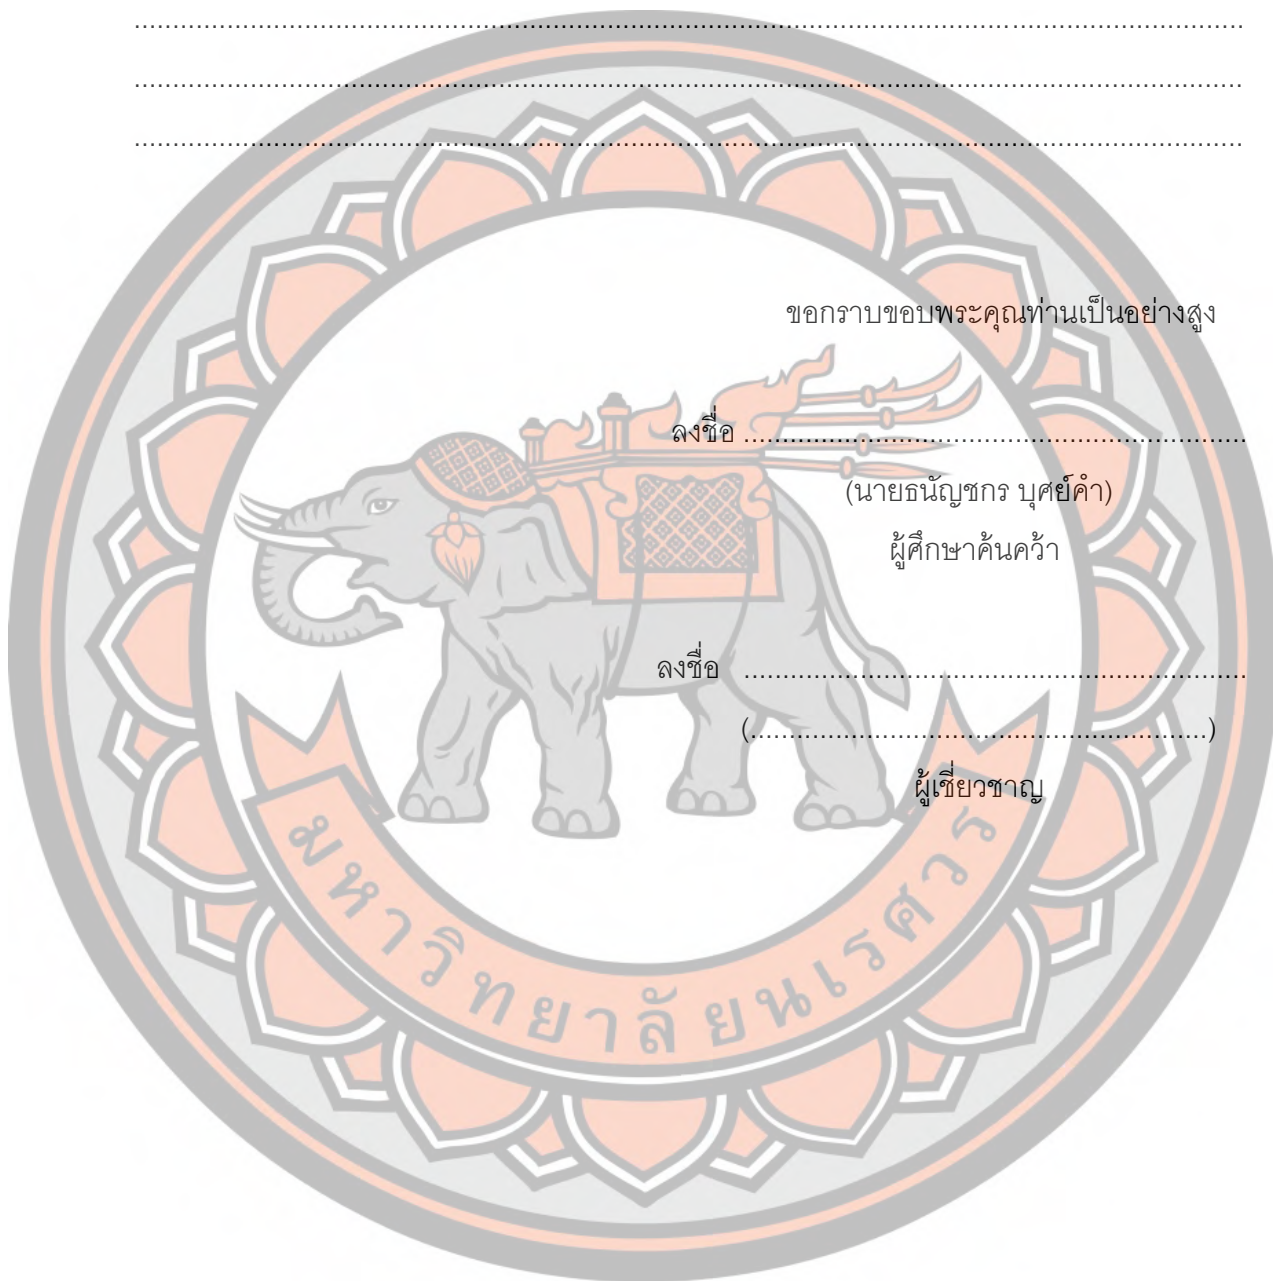 ........................................................................................................................................
........................................................................................................................................
........................................................................................................................................
ขอกราบขอบพระคุณท่านเป็นอย่างสูง
ลงชื่อ ................................................................
(นายธนัญชกร บุศย์คำ)
ผู้ศึกษาค้นคว้า
ลงชื่อ ................................................................
(..........................................................)
ผู้เชี่ยวชาญ
มหาวิทยาลัยนเรศวร